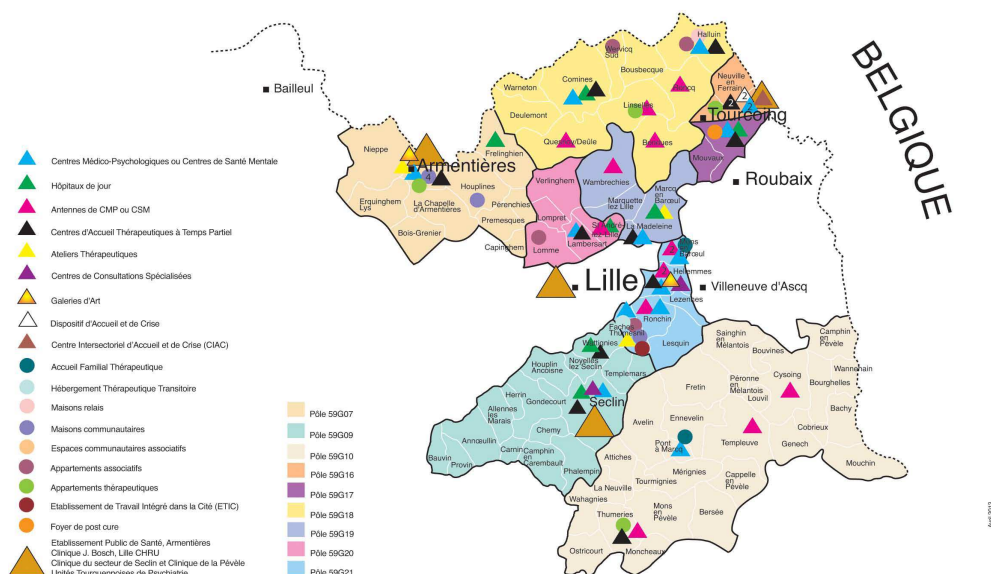 BELGIQUE
Bailleul
Halluin
Wervicq
Sud
Bousbecque
Comines
Warneton
Roncq
Neuville
en
Ferrain
2
2
2
Linselles
Deulemont
Tourcoing
Quesnoy/Deûle
Bondues
Mouvaux
Roubaix
Frelinghien
Nieppe
Armentières
4
Verlinghem
Wambrechies
Marcq
en
Barœul
Houplines
Erquinghem
Lys
La Chapelle
d'Armentières
Pérenchies
Marquette
lez Lille
Lompret
Premesques
Bois-Grenier
La Madeleine
Lambersart
Capinghem
Lomme
Mons
Barœul
Hellemmes
2
Lille
Villeneuve d'Ascq
Lezennes
Ronchin
Faches
Thumesnil
Lesquin
Wattignies
Noyelles
lez Seclin
Houplin
Ancoisne
Templemars
Sainghin
en
Mélantois
Bouvines
Camphin
en
Pévèle
Wannehain
Cysoing
Bourghelles
Péronne
en
Mélantois
Louvil
Fretin
Bachy
Herrin
Gondecourt
Seclin
Allennes
les
Marais
Chemy
Avelin
Ennevelin
Cobrieux
Templeuve
Genech
Pont
à Marcq
Annœullin
Carnin
Camphin
en
Carembault
Bauvin
Provin
Phalempin
Attiches
Mérignies
Mouchin
Cappelle
en
Pévèle
Tourmignies
La Neuville
Wahagnies
Thumeries
Mons
en
Pévèle
Bersée
Ostricourt
Moncheaux
Centres Médico-Psychologiques ou Centres de Santé Mentale
Hôpitaux de jour
Antennes de CMP ou CSM
Centres d'Accueil Thérapeutiques à Temps Partiel
Ateliers Thérapeutiques
Centres de Consultations Spécialisées
Galeries d'Art
Dispositif d'Accueil et de Crise
Centre Intersectoriel d'Accueil et de Crise (CIAC)
Accueil Familial Thérapeutique
Hébergement Thérapeutique Transitoire
Maisons relais
Maisons communautaires
Espaces communautaires associatifs
Appartements associatifs
Appartements thérapeutiques
Etablissement de Travail Intégré dans la Cité (ETIC)
Foyer de post cure
Etablissement Public de Santé, Armentières
Clinique J. Bosch, Lille CHRU
Clinique du secteur de Seclin et Clinique de la Pévèle
Unités Tourquennoises de Psychiatrie
Pôle 59G07
Pôle 59G09
Pôle 59G10
Pôle 59G16
Pôle 59G17
Pôle 59G18
Pôle 59G19
Pôle 59G20
Pôle 59G21